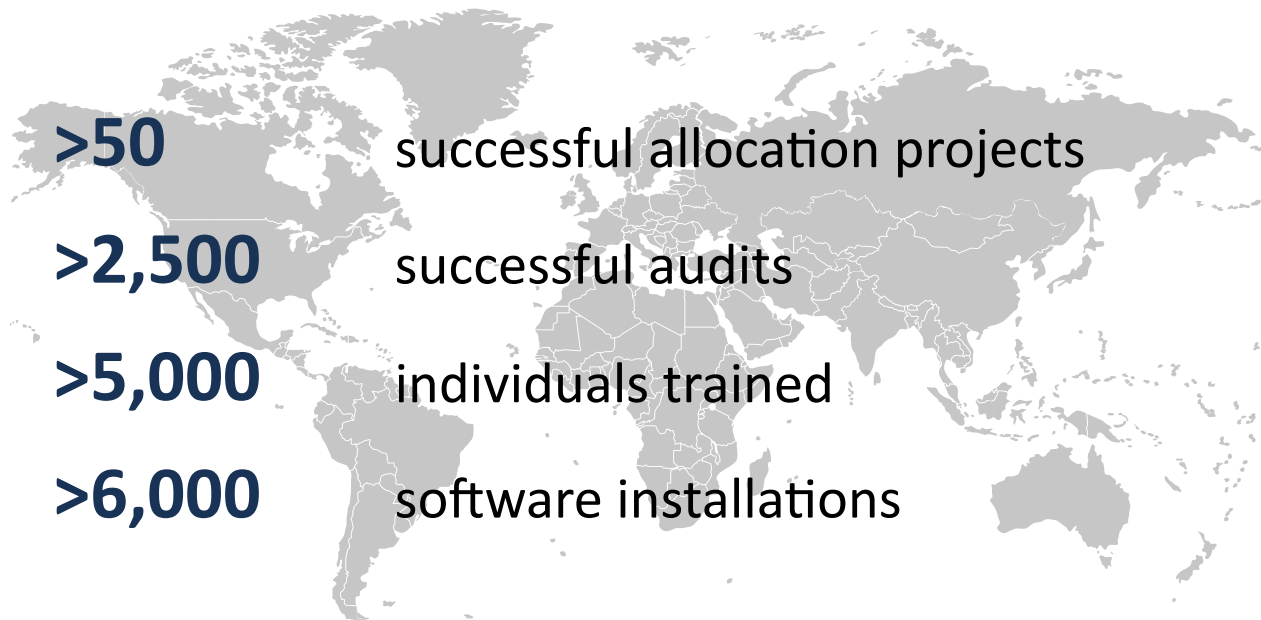 >50 successful allocation projects
>2,500 successful audits
>5,000 individuals trained
>6,000 software installations